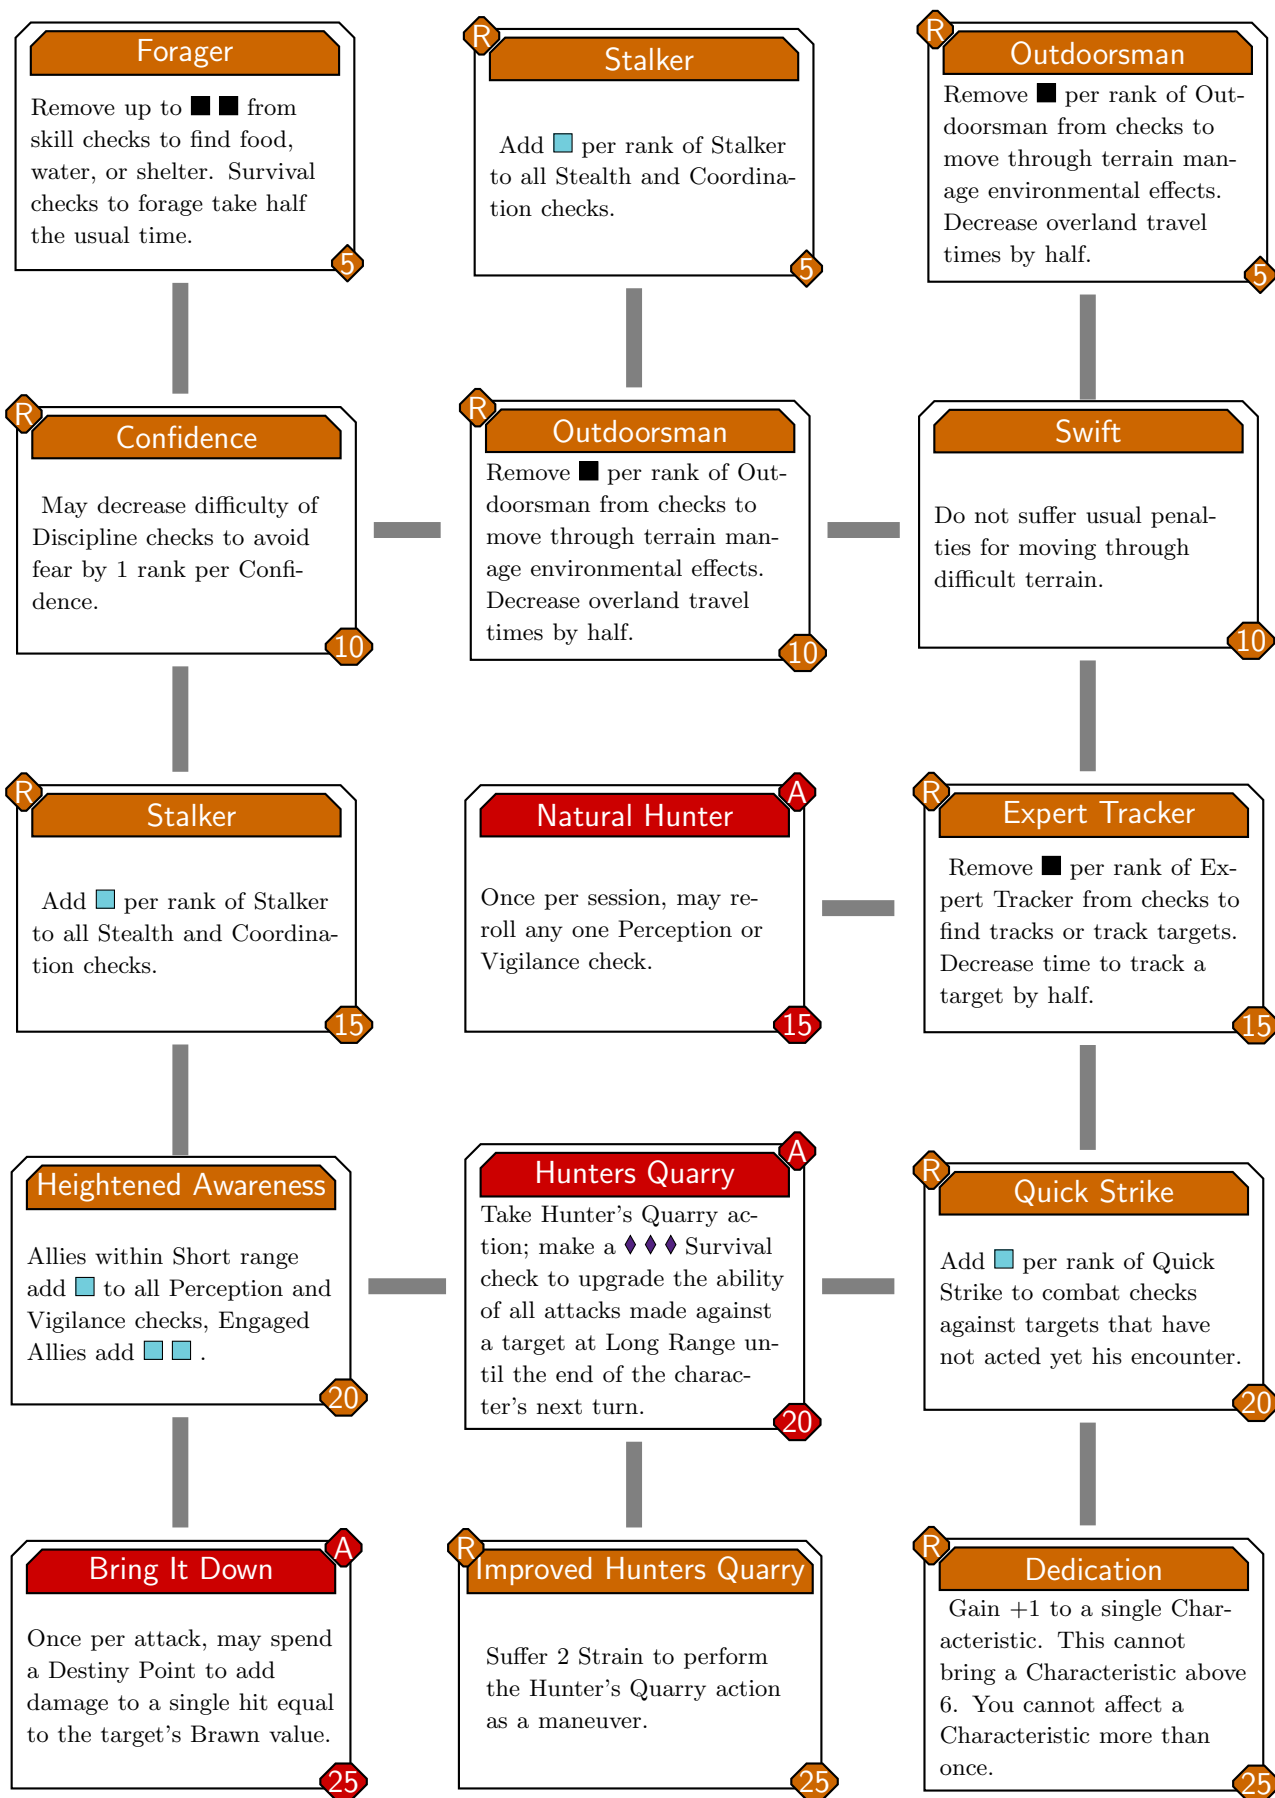 Forager
Remove up to ■ ■ from
skill checks to find food,
water, or shelter. Survival
checks to forage take half
the usual time.
5
R
Stalker
Add ■ per rank of Stalker
to all Stealth and Coordina-
tion checks.
5
R
Outdoorsman
Remove ■ per rank of Out-
doorsman from checks to
move through terrain man-
age environmental effects.
Decrease overland travel
times by half.
5
R
Confidence
May decrease difficulty of
Discipline checks to avoid
fear by 1 rank per Confi-
dence.
10
R
Outdoorsman
Remove ■ per rank of Out-
doorsman from checks to
move through terrain man-
age environmental effects.
Decrease overland travel
times by half.
10
Swift
Do not suffer usual penal-
ties for moving through
difficult terrain.
10
R
Stalker
Add ■ per rank of Stalker
to all Stealth and Coordina-
tion checks.
15
A
Natural Hunter
Once per session, may re-
roll any one Perception or
Vigilance check.
15
R
Expert Tracker
Remove ■ per rank of Ex-
pert Tracker from checks to
find tracks or track targets.
Decrease time to track a
target by half.
15
Heightened Awareness
Allies within Short range
add ■ to all Perception and
Vigilance checks, Engaged
Allies add ■ ■ .
20
A
Hunters Quarry
Take Hunter's Quarry ac-
tion; make a ♦ ♦ ♦ Survival
check to upgrade the ability
of all attacks made against
a target at Long Range un-
til the end of the charac-
ter's next turn.
20
R
Quick Strike
Add ■ per rank of Quick
Strike to combat checks
against targets that have
not acted yet his encounter.
20
A
Bring It Down
Once per attack, may spend
a Destiny Point to add
damage to a single hit equal
to the target's Brawn value.
25
R
Improved Hunters Quarry
Suffer 2 Strain to perform
the Hunter's Quarry action
as a maneuver.
25
R
Dedication
Gain +1 to a single Char-
acteristic. This cannot
bring a Characteristic above
6. You cannot affect a
Characteristic more than
once.
25